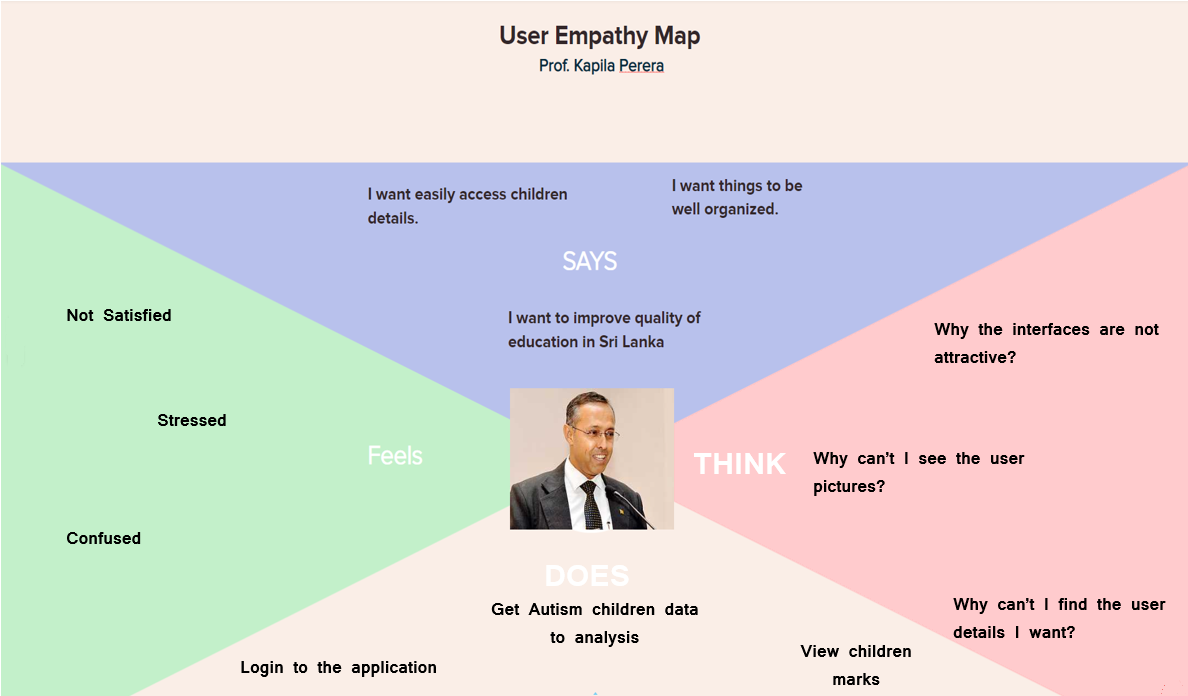 User Empathy Map
Prof. Kapila Perera
I want easily access children
details.
I want things to be
well organized.
SAYS
I want to improve quality of
education in Sri Lanka
Not Satisfied
Stressed
Feels
Confused
THINK
Why the interfaces are not
attractive?
Why can't I see the user
pictures?
Why can't I find the user
details I want?
DOES
Get Autism children data
to analysis
Login to the application
View children
marks